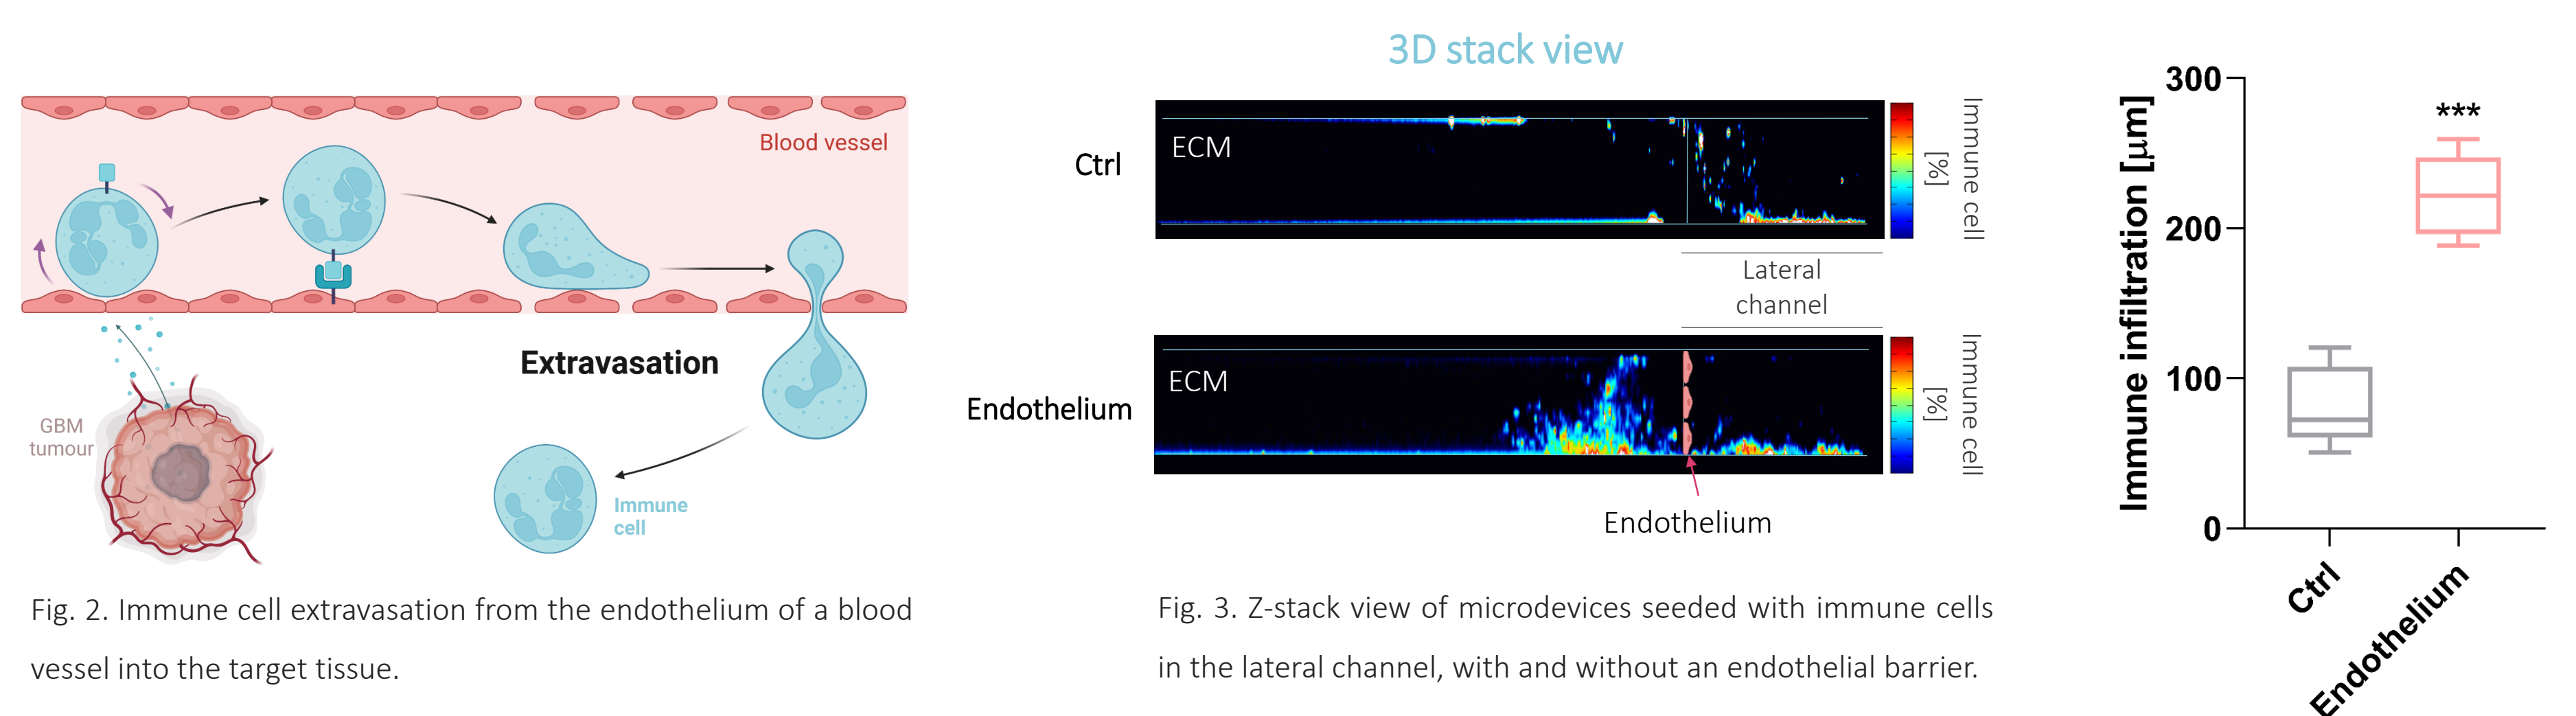 Blood vessel
Extravasation
GBM
tumour
Immune
cell
Fig. 2. Immune cell extravasation from the endothelium of a blood
vessel into the target tissue.
3D stack view
Ctrl
ECM
Immune cell
[%]
Lateral
channel
Endothelium
ECM
Immune cell
[%]
Endothelium
Fig. 3. Z-stack view of microdevices seeded with immune cells
in the lateral channel, with and without an endothelial barrier.
Immune infiltration [μm]
300
200
100
0
***
Ctrl
Endothelium